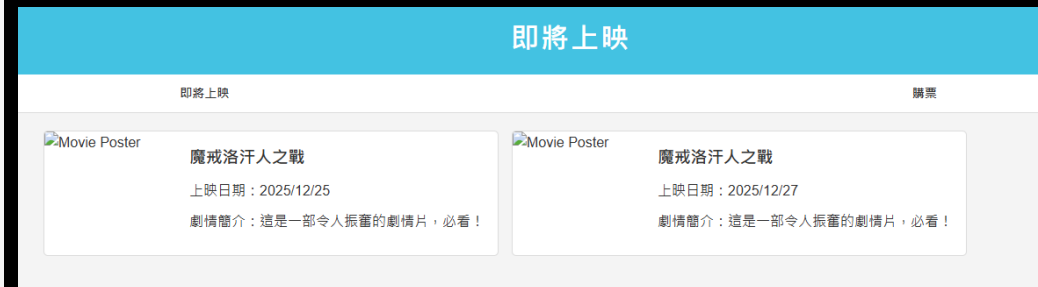 即將上映
即將上映
購票
Movie Poster
魔戒洛汗人之戰
上映日期：2025/12/25
劇情簡介：這是一部令人振奮的劇情片，必看！
Movie Poster
魔戒洛汗人之戰
上映日期：2025/12/27
劇情簡介：這是一部令人振奮的劇情片，必看！